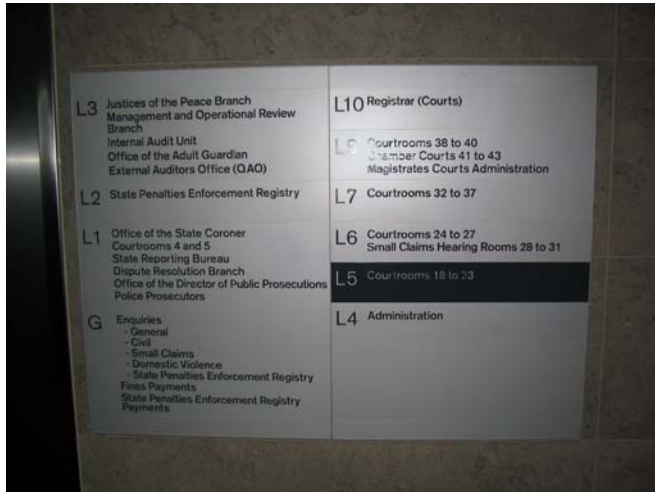 L3 Justices of the Peace Branch
Management and Operational Review
Branch
Internal Audit Unit
Office of the Adult Guardian
External Auditors Office (QAO)
L2 State Penalties Enforcement Registry
L1 Office of the State Coroner
Courtrooms 4 and 5
State Reporting Bureau
Dispute Resolution Branch
Office of the Director of Public Prosecutions
Police Prosecutors
G Enquiries
- General
- Civil
- Small Claims
- Domestic Violence
- State Penalties Enforcement Registry
Fines Payments
State Penalties Enforcement Registry
Payments
L10 Registrar (Courts)
Courtrooms 38 to 40
Chamber Courts 41 to 43
Magistrates Courts Administration
L7 Courtrooms 32 to 37
L6 Courtrooms 24 to 27
Small Claims Hearing Rooms 28 to 31
L5 Courtrooms 18 to 23
L4 Administration